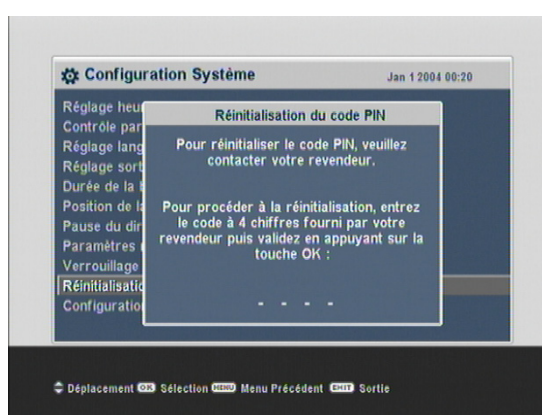 Configuration Système
Jan 1 2004 00:20
Réglage heu
Contrôle par
Réglage lang
Réglage sort
Durée de la
Position de la
Pause du dir
Paramètres
Verrouillage
Réinitialisatio
Configuration
Réinitialisation du code PIN
Pour réinitialiser le code PIN, veuillez
contacter votre revendeur.
Pour procéder à la réinitialisation, entrez
le code à 4 chiffres fourni par votre
revendeur puis validez en appuyant sur la
touche OK :
- - - -
Déplacement OK Sélection MENU Menu Précédent EXIT Sortie